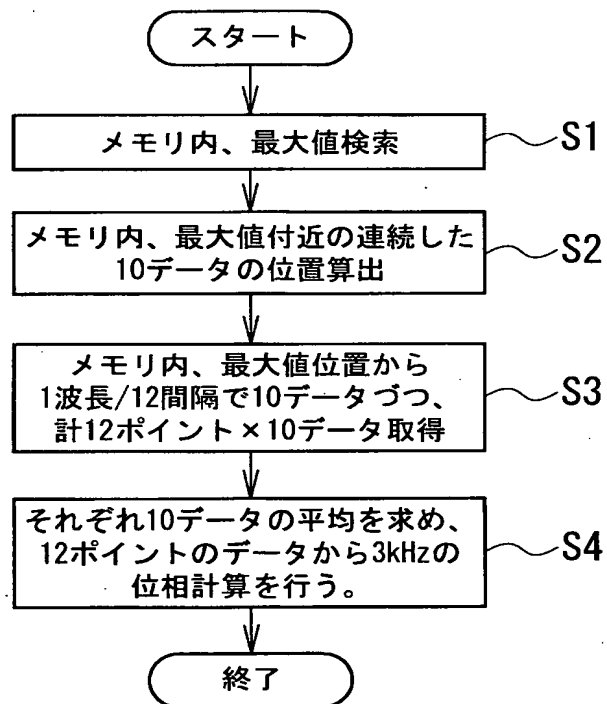 スタート
メモリ内、最大値検索
S1
メモリ内、最大値付近の連続した
10データの位置算出
S2
メモリ内、最大値位置から
1波長/12間隔で10データづつ、
計12ポイント×10データ取得
S3
それぞれ10データの平均を求め、
12ポイントのデータから3kHzの
位相計算を行う。
S4
終了